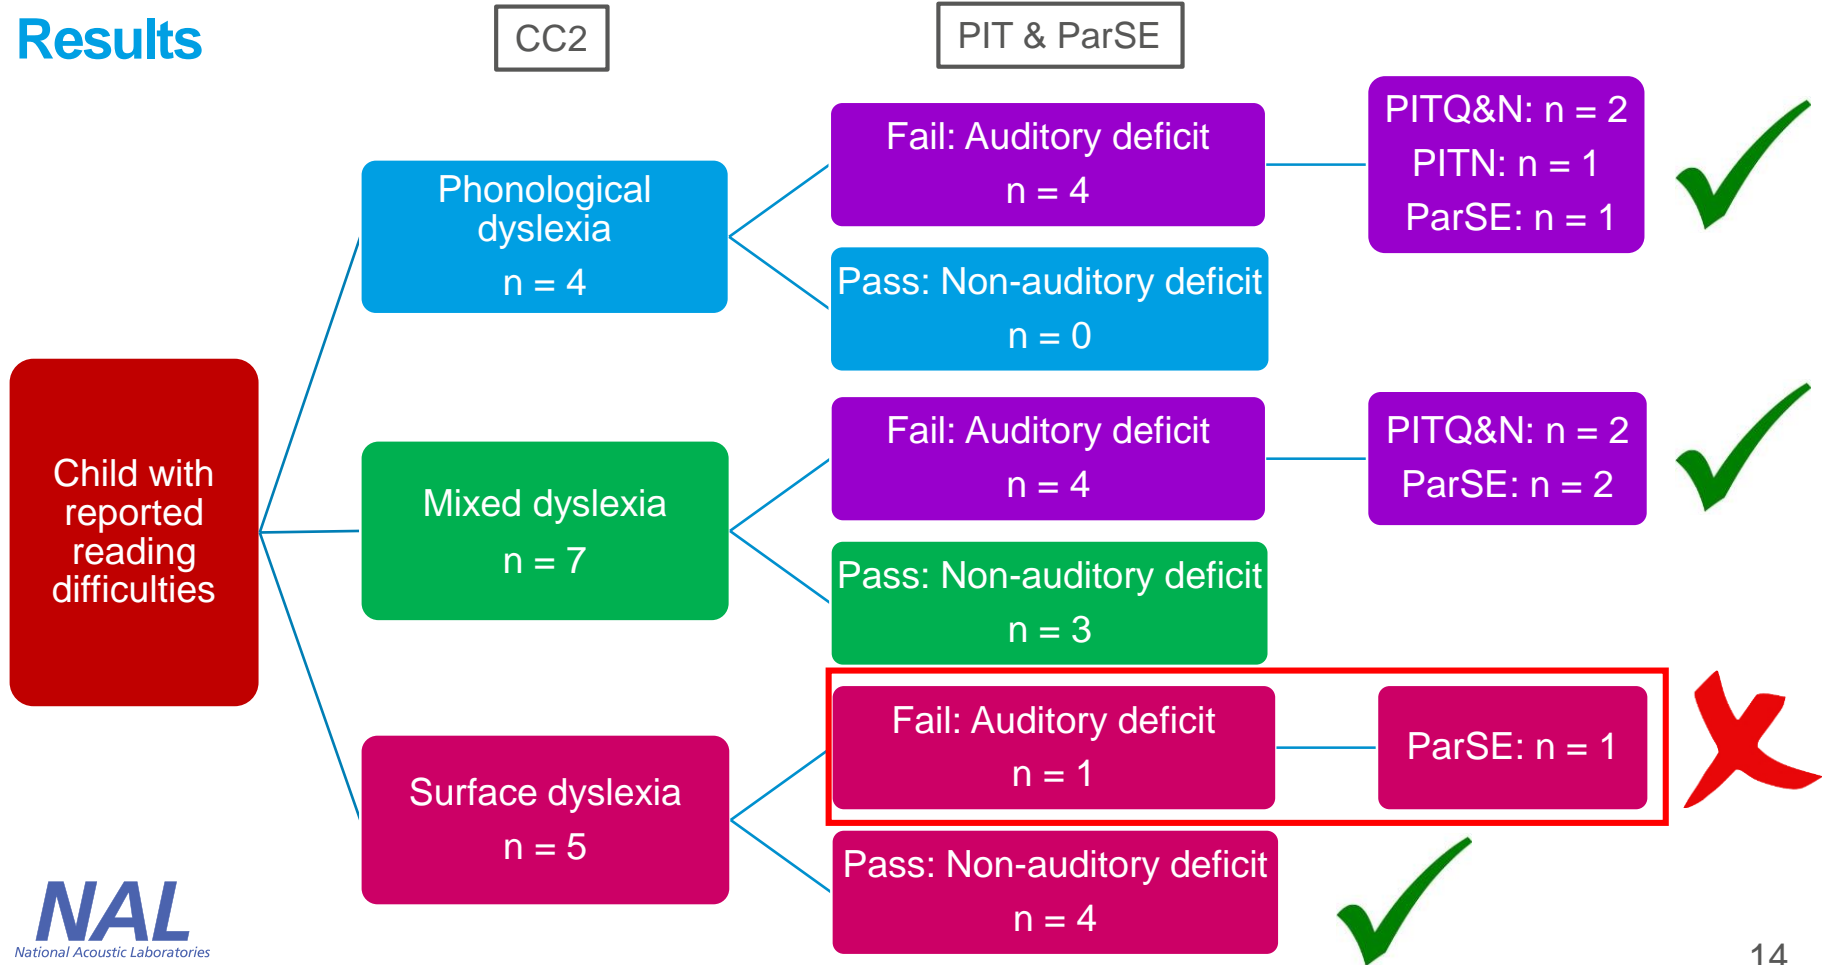 Results
CC2
PIT & ParSE
Child with
reported
reading
difficulties
Phonological
dyslexia
n = 4
Fail: Auditory deficit
n = 4
PITQ&N: n = 2
PITN: n = 1
ParSE: n = 1
Pass: Non-auditory deficit
n = 0
Mixed dyslexia
n = 7
Fail: Auditory deficit
n = 4
PITQ&N: n = 2
ParSE: n = 2
Pass: Non-auditory deficit
n = 3
Surface dyslexia
n = 5
Fail: Auditory deficit
n = 1
ParSE: n = 1
Pass: Non-auditory deficit
n = 4
NAL
National Acoustic Laboratories
14